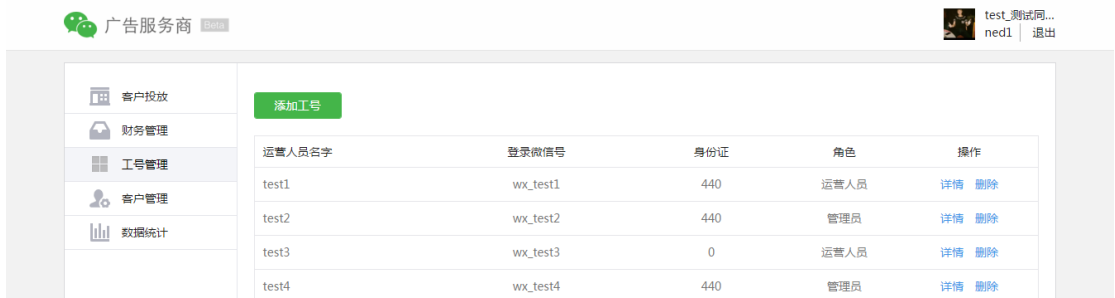 广告服务商 Beta
test_测试同...
ned1 退出
客户投放
财务管理
工号管理
客户管理
数据统计
添加工号
运营人员名字 登录微信号 身份证 角色 操作
test1 wx_test1 440 运营人员 详情 删除
test2 wx_test2 440 管理员 详情 删除
test3 wx_test3 0 运营人员 详情 删除
test4 wx_test4 440 管理员 详情 删除